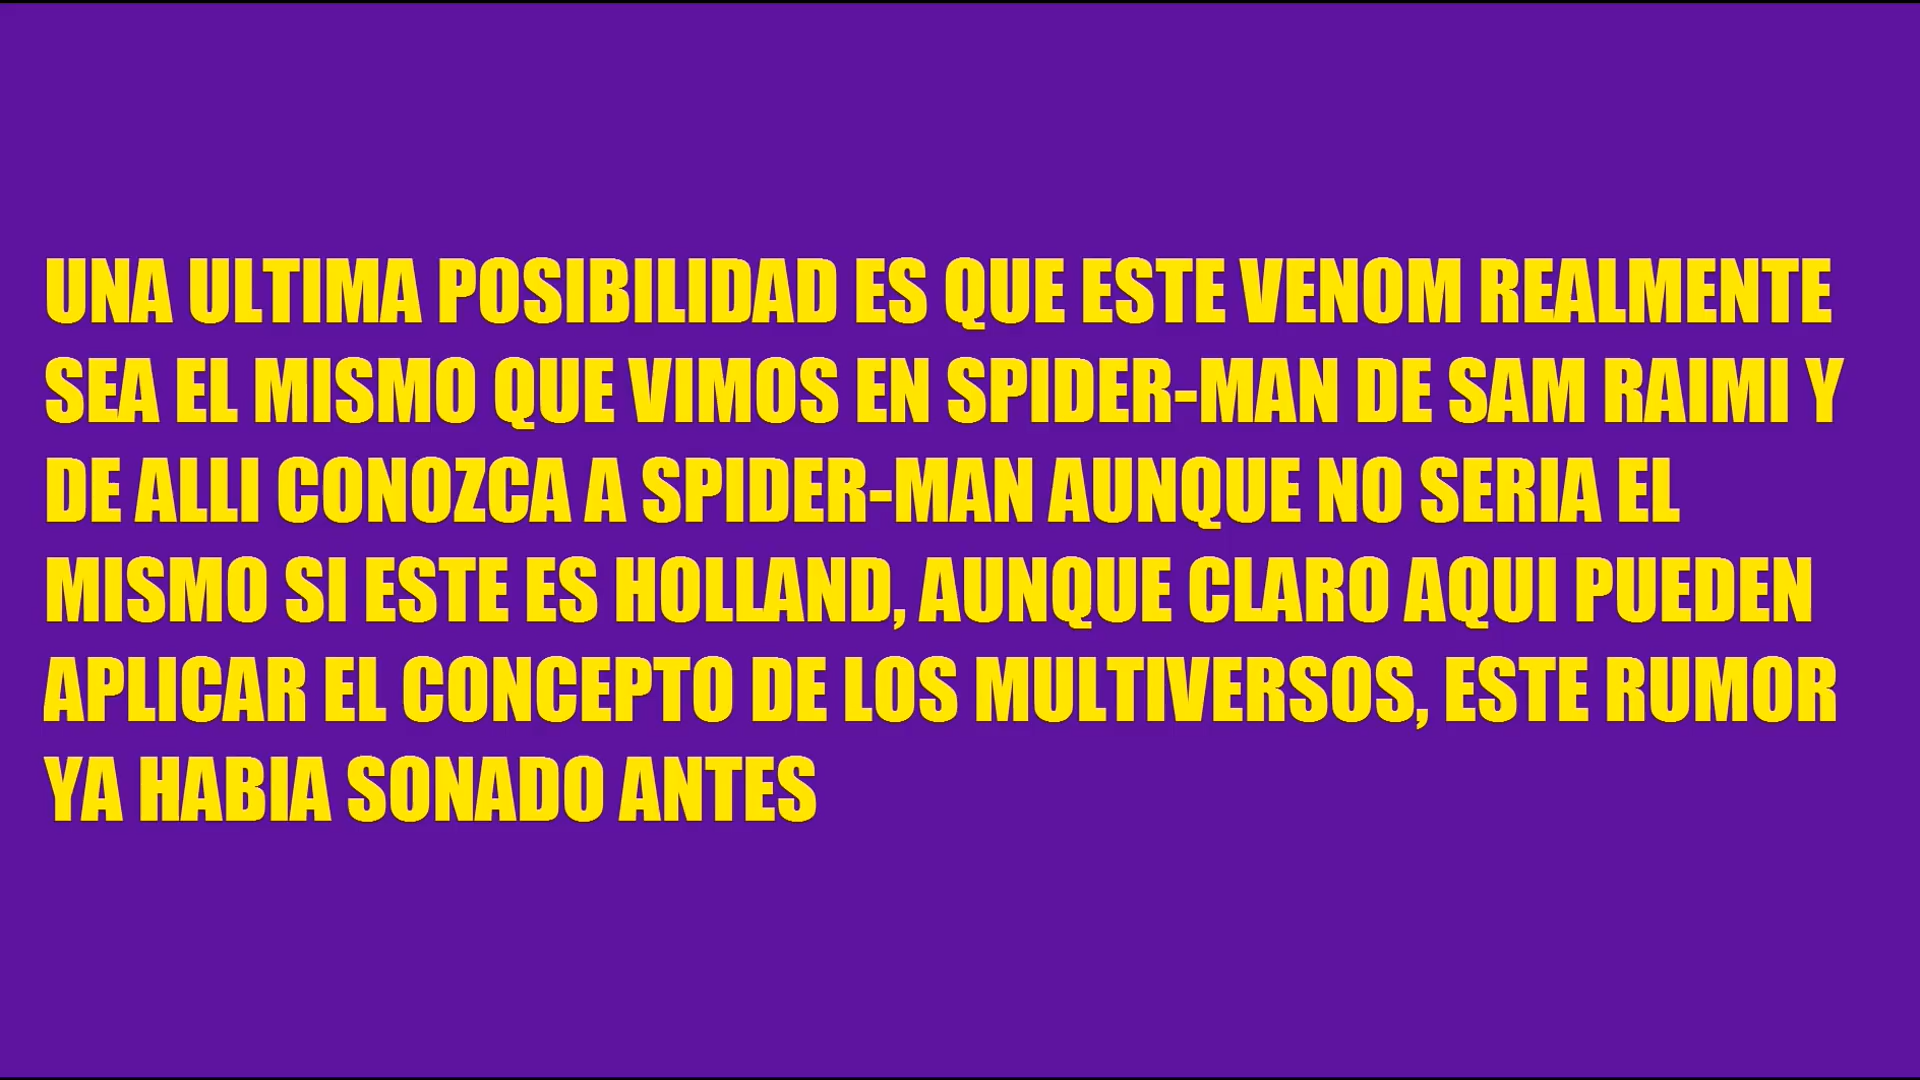 UNA ULTIMA POSIBILIDAD ES QUE ESTE VENOM REALMENTE
SEA EL MISMO QUE VIMOS EN SPIDER-MAN DE SAM RAIMI Y
DE ALLI CONOZCA A SPIDER-MAN AUNQUE NO SERIA EL
MISMO SI ESTE ES HOLLAND, AUNQUE CLARO AQUI PUEDEN
APLICAR EL CONCEPTO DE LOS MULTIVERSOS, ESTE RUMOR
YA HABIA SONADO ANTES